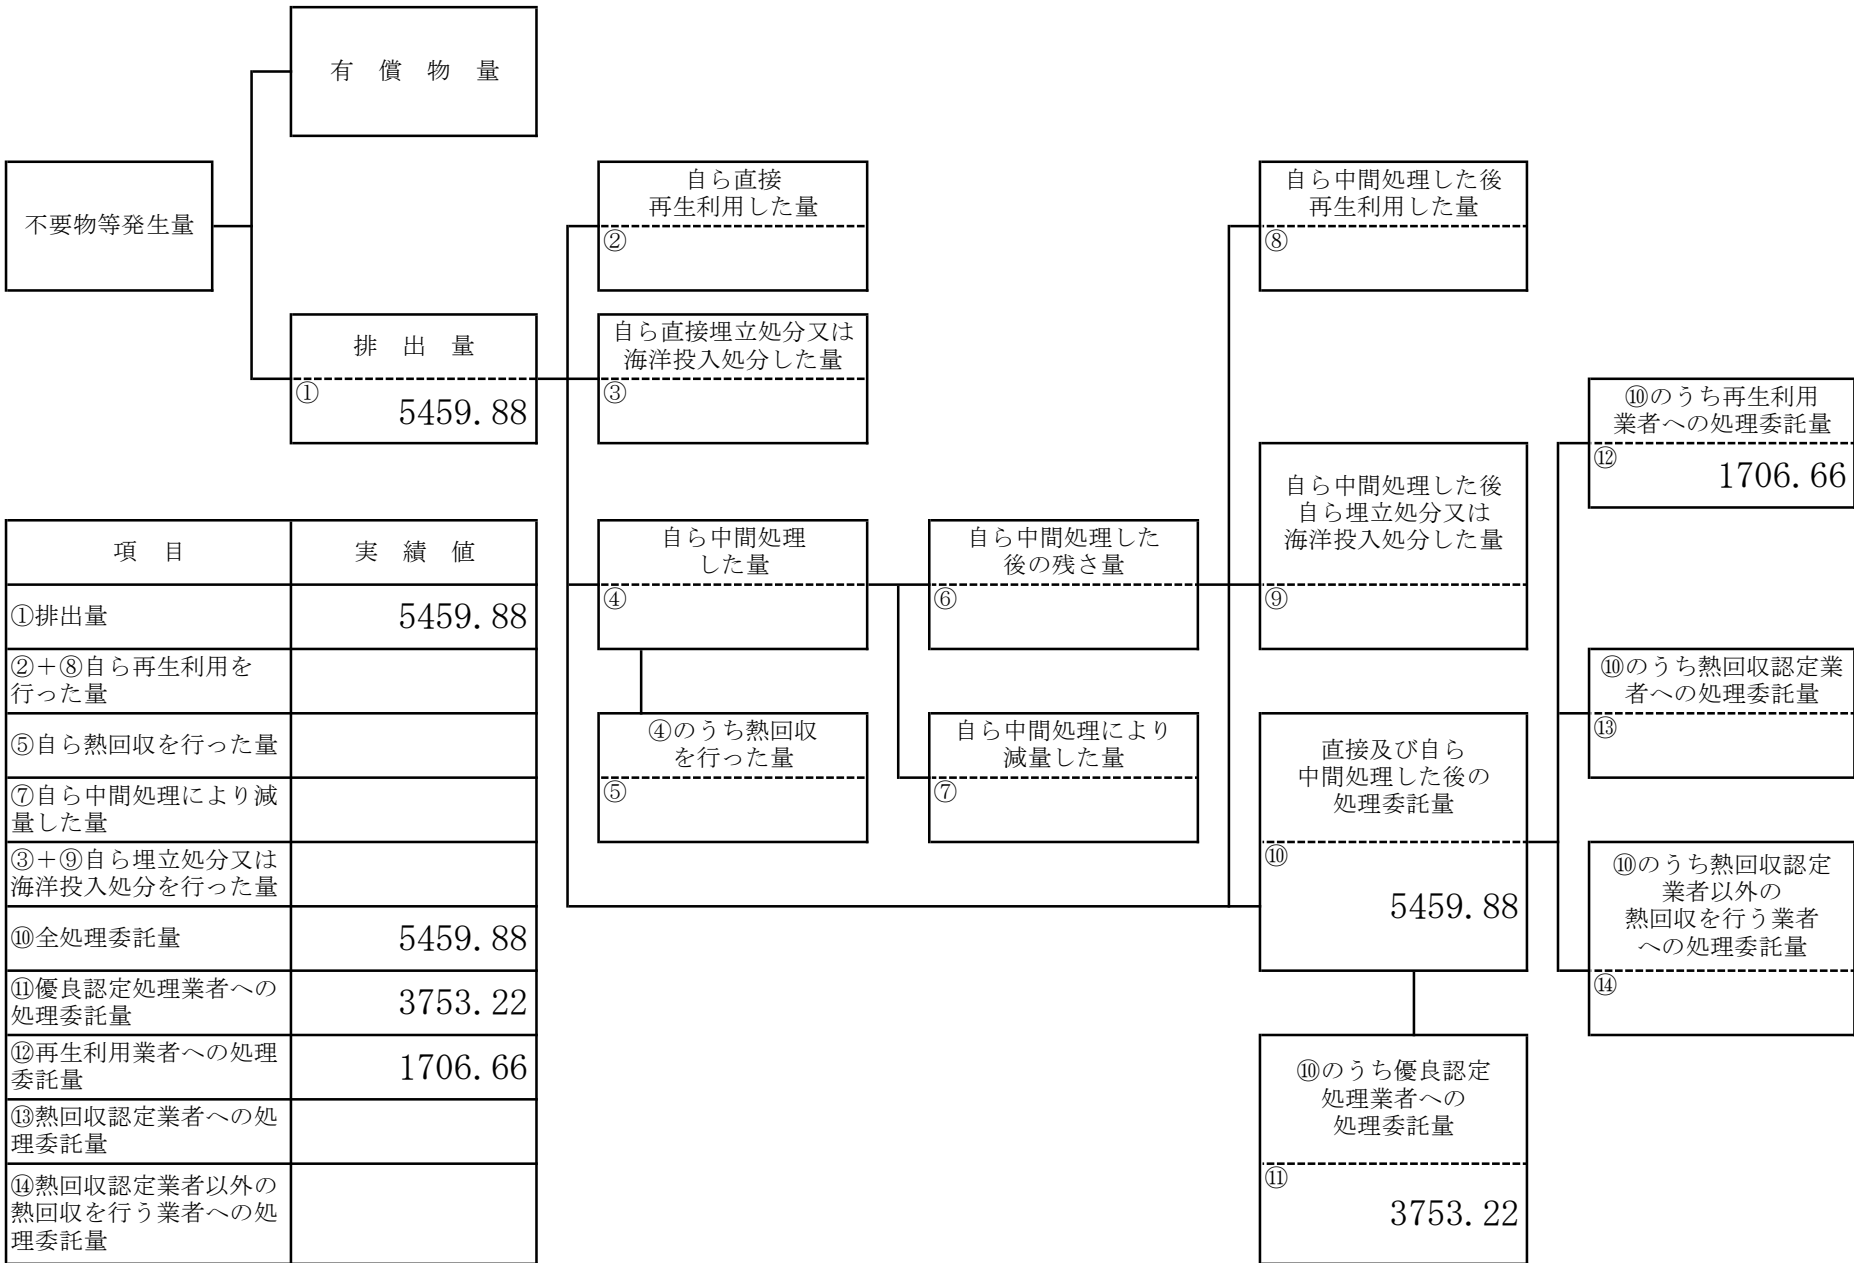 有　償　物　量
不要物等発生量
排　出　量
①
5459.88
自ら直接
再生利用した量
②
自ら直接埋立処分又は
海洋投入処分した量
③
自ら中間処理
した量
④
④のうち熱回収
を行った量
⑤
自ら中間処理した
後の残さ量
⑥
自ら中間処理により
減量した量
⑦
自ら中間処理した後
再生利用した量
⑧
自ら中間処理した後
自ら埋立処分又は
海洋投入処分した量
⑨
直接及び自ら
中間処理した後の
処理委託量
⑩
5459.88
⑩のうち優良認定
処理業者への
処理委託量
⑪
3753.22
⑩のうち再生利用
業者への処理委託量
⑫
1706.66
⑩のうち熱回収認定業
者への処理委託量
⑬
⑩のうち熱回収認定
業者以外の
熱回収を行う業者
への処理委託量
⑭
項　目　実　績　値
①排出量　5459.88
②＋⑧自ら再生利用を
行った量
⑤自ら熱回収を行った量
⑦自ら中間処理により減
量した量
③＋⑨自ら埋立処分又は
海洋投入処分を行った量
⑩全処理委託量　5459.88
⑪優良認定処理業者への
処理委託量　3753.22
⑫再生利用業者への処理
委託量　1706.66
⑬熱回収認定業者への処
理委託量
⑭熱回収認定業者以外の
熱回収を行う業者への処
理委託量